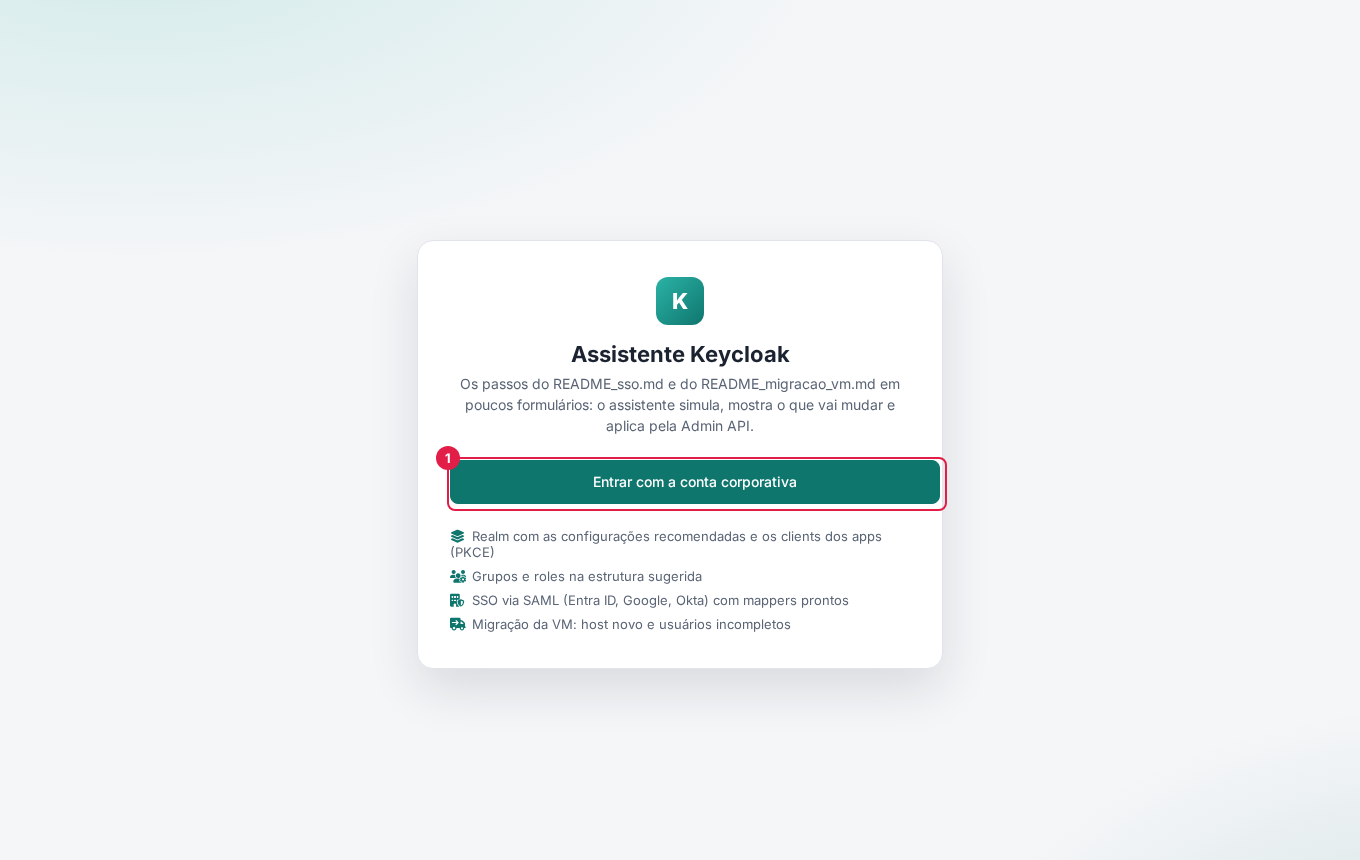 K
Assistente Keycloak
Os passos do README_sso.md e do README_migracao_vm.md em
poucos formulários: o assistente simula, mostra o que vai mudar e
aplica pela Admin API.
1
Entrar com a conta corporativa
Realm com as configurações recomendadas e os clients dos apps
(PKCE)
Grupos e roles na estrutura sugerida
SSO via SAML (Entra ID, Google, Okta) com mappers prontos
Migração da VM: host novo e usuários incompletos